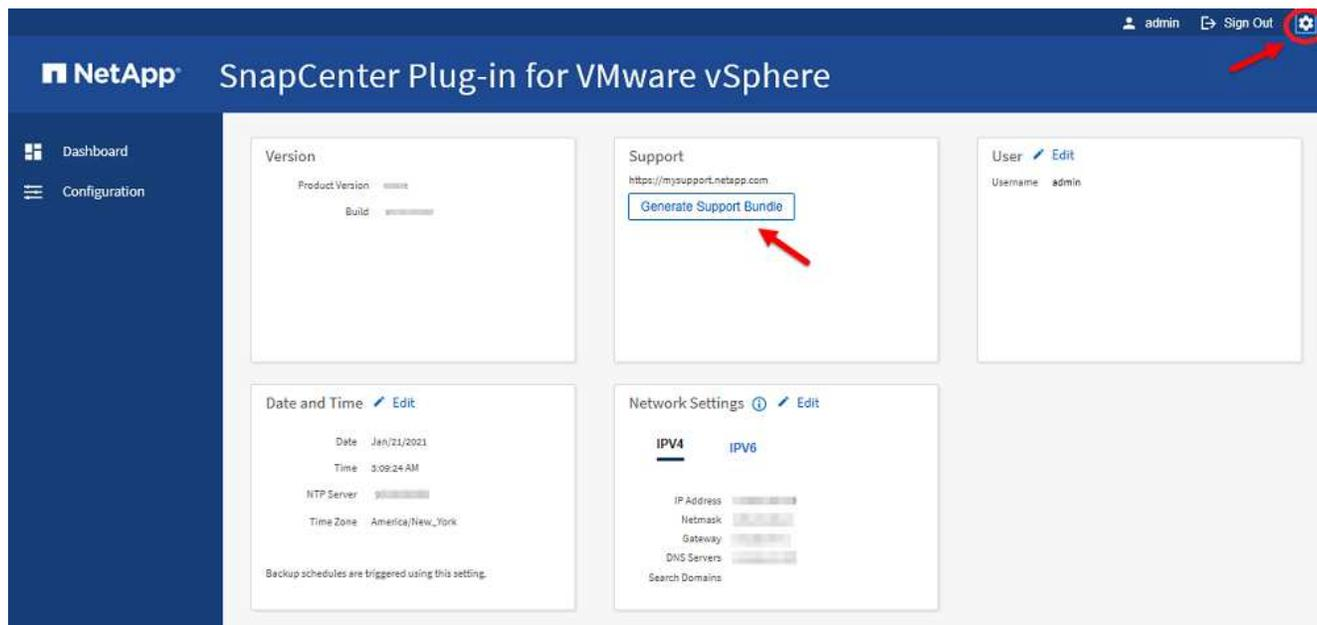 admin Sign Out
NetApp® SnapCenter Plug-in for VMware vSphere
Dashboard
Configuration
Version
Product Version
Build
Support
https://mysupport.netapp.com
Generate Support Bundle
User Edit
Username admin
Date and Time Edit
Date Jan/21/2021
Time 3:09:24 AM
NTP Server
Time Zone America/New_York
Backup schedules are triggered using this setting.
Network Settings Edit
IPV4 IPV6
IP Address
Netmask
Gateway
DNS Servers
Search Domains